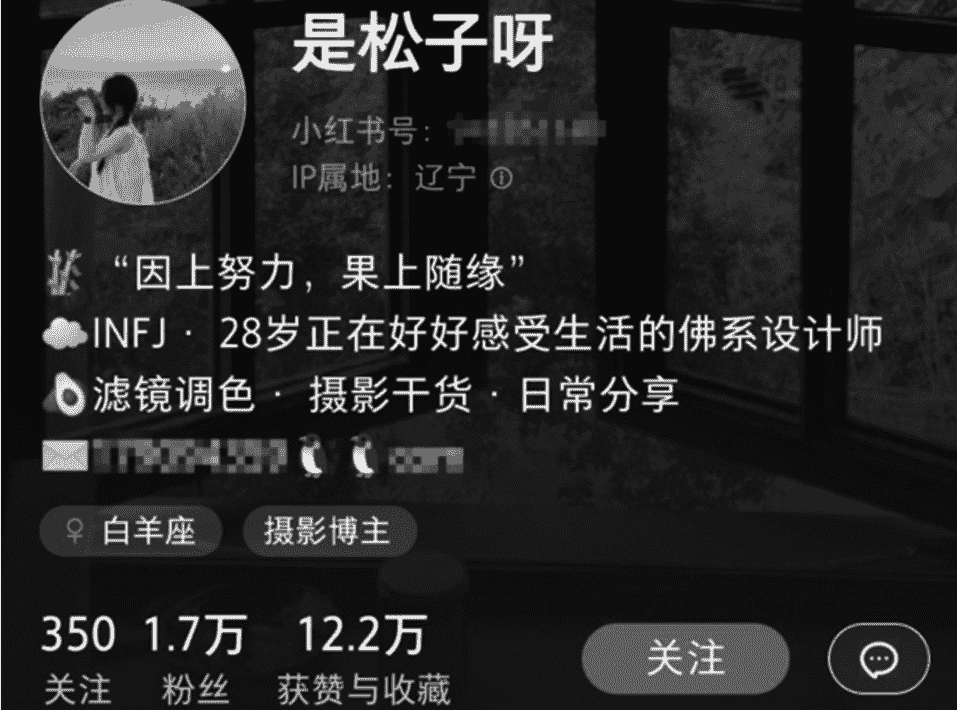 是松子呀
小红书号：
IP属地：辽宁
“因上努力，果上随缘”
INFJ · 28岁正在好好感受生活的佛系设计师
滤镜调色 · 摄影干货 · 日常分享
♀ 白羊座 摄影博主
350 1.7万 12.2万
关注 粉丝 获赞与收藏
关注